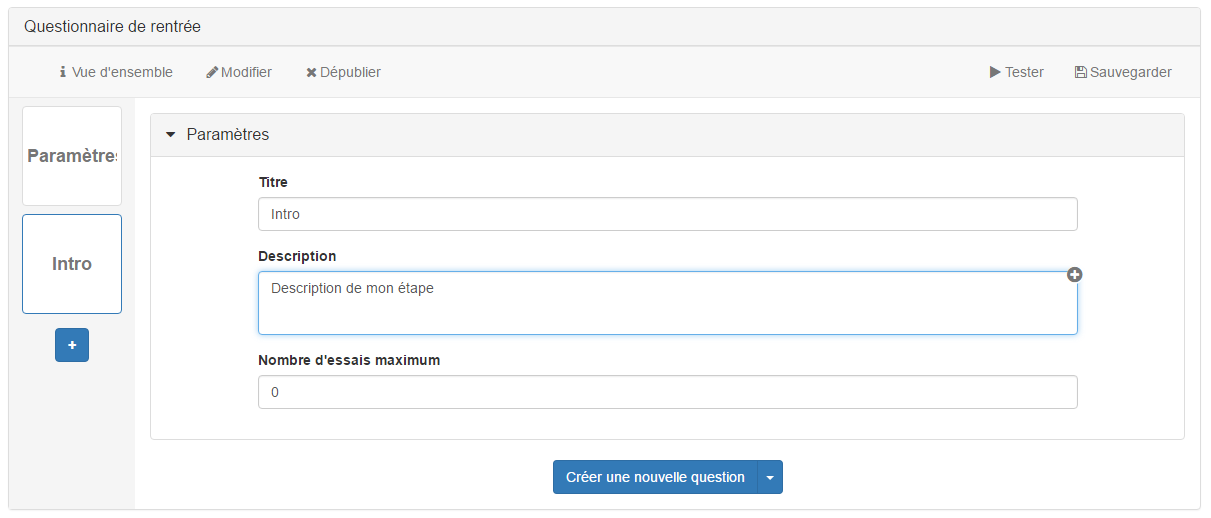 Questionnaire de rentrée
Vue d'ensemble Modifier Dépublier Tester Sauvegarder
Paramètres
Paramètres
Titre
Intro
Intro
Description
Description de mon étape
Nombre d'essais maximum
0
Créer une nouvelle question